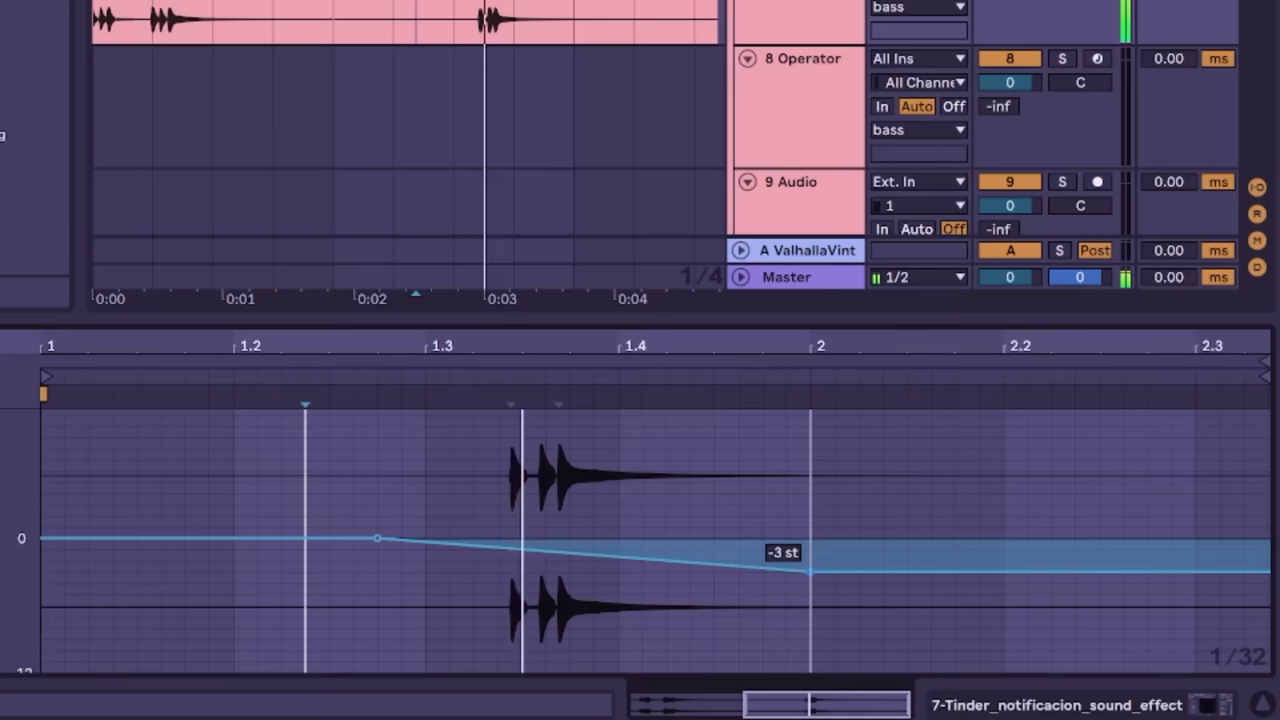 bass
8 Operator All Ins 8 S 0.00 ms
All Channe 0 C
In Auto Off -inf
bass
g
9 Audio Ext. In 9 S 0.00 ms
1 0 C
In Auto Off -inf
A ValhallaVint A S Post 0.00 ms
1/4 Master 1/2 0 0 0.00 ms
0:00 0:01 0:02 0:03 0:04
I·O
R
M
D
1 1.2 1.3 1.4 2 2.2 2.3
0
-3 st
12
1/32
7-Tinder_notificacion_sound_effect